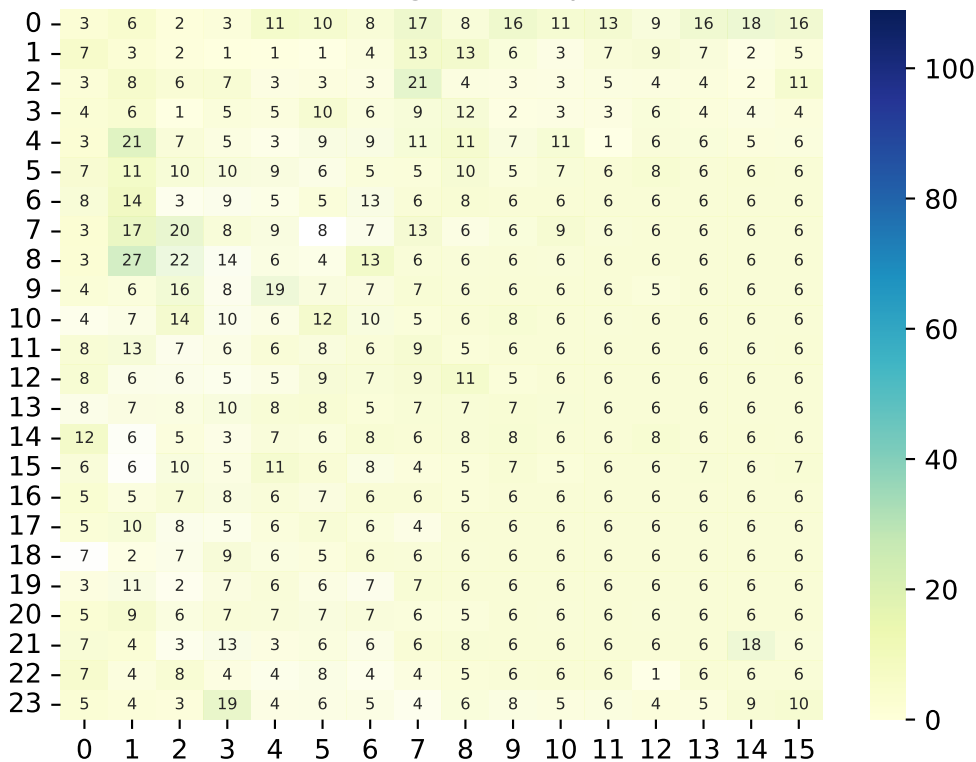 0 3 6 2 3 11 10 8 17 8 16 11 13 9 16 18 16
1 7 3 2 1 1 1 4 13 13 6 3 7 9 7 2 5
2 3 8 6 7 3 3 3 21 4 3 3 5 4 4 2 11
3 4 6 1 5 5 10 6 9 12 2 3 3 6 4 4 4
4 3 21 7 5 3 9 9 11 11 7 11 1 6 6 5 6
5 7 11 10 10 9 6 5 5 10 5 7 6 8 6 6 6
6 8 14 3 9 5 5 13 6 8 6 6 6 6 6 6 6
7 3 17 20 8 9 8 7 13 6 6 9 6 6 6 6 6
8 3 27 22 14 6 4 13 6 6 6 6 6 6 6 6 6
9 4 6 16 8 19 7 7 7 6 6 6 6 5 6 6 6
10 4 7 14 10 6 12 10 5 6 8 6 6 6 6 6 6
11 8 13 7 6 6 8 6 9 5 6 6 6 6 6 6 6
12 8 6 6 5 5 9 7 9 11 5 6 6 6 6 6 6
13 8 7 8 10 8 8 5 7 7 7 7 6 6 6 6 6
14 12 6 5 3 7 6 8 6 8 8 6 6 8 6 6 6
15 6 6 10 5 11 6 8 4 5 7 5 6 6 7 6 7
16 5 5 7 8 6 7 6 6 5 6 6 6 6 6 6 6
17 5 10 8 5 6 7 6 4 6 6 6 6 6 6 6 6
18 7 2 7 9 6 5 6 6 6 6 6 6 6 6 6 6
19 3 11 2 7 6 6 7 7 6 6 6 6 6 6 6 6
20 5 9 6 7 7 7 7 6 5 6 6 6 6 6 6 6
21 7 4 3 13 3 6 6 6 8 6 6 6 6 6 18 6
22 7 4 8 4 4 8 4 4 5 6 6 6 1 6 6 6
23 5 4 3 19 4 6 5 4 6 8 5 6 4 5 9 10
0 1 2 3 4 5 6 7 8 9 10 11 12 13 14 15
100
80
60
40
20
0